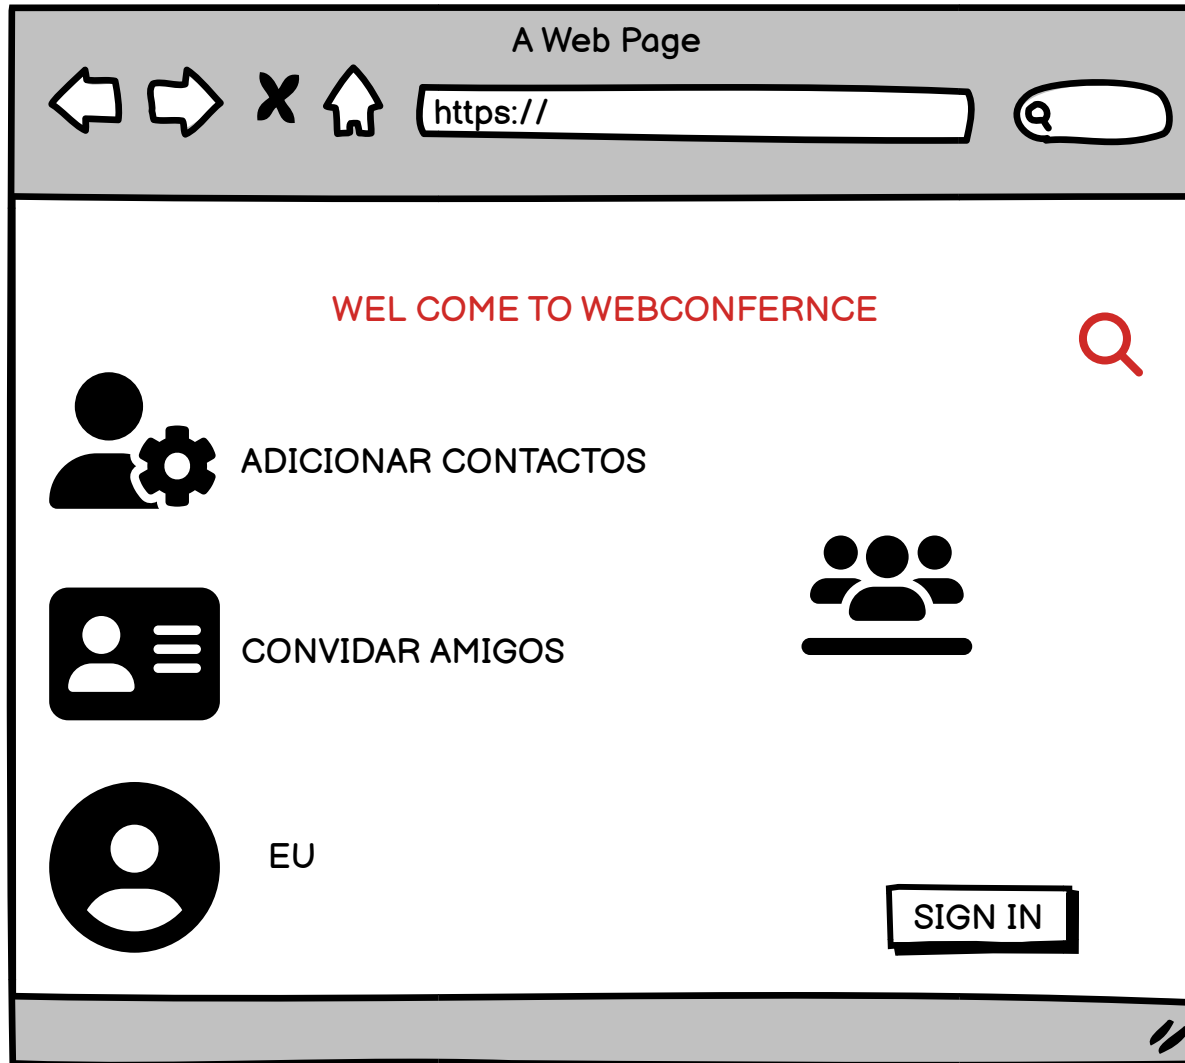 A Web Page
https://
WEL COME TO WEBCONFERNCE
ADICIONAR CONTACTOS
CONVIDAR AMIGOS
EU
SIGN IN